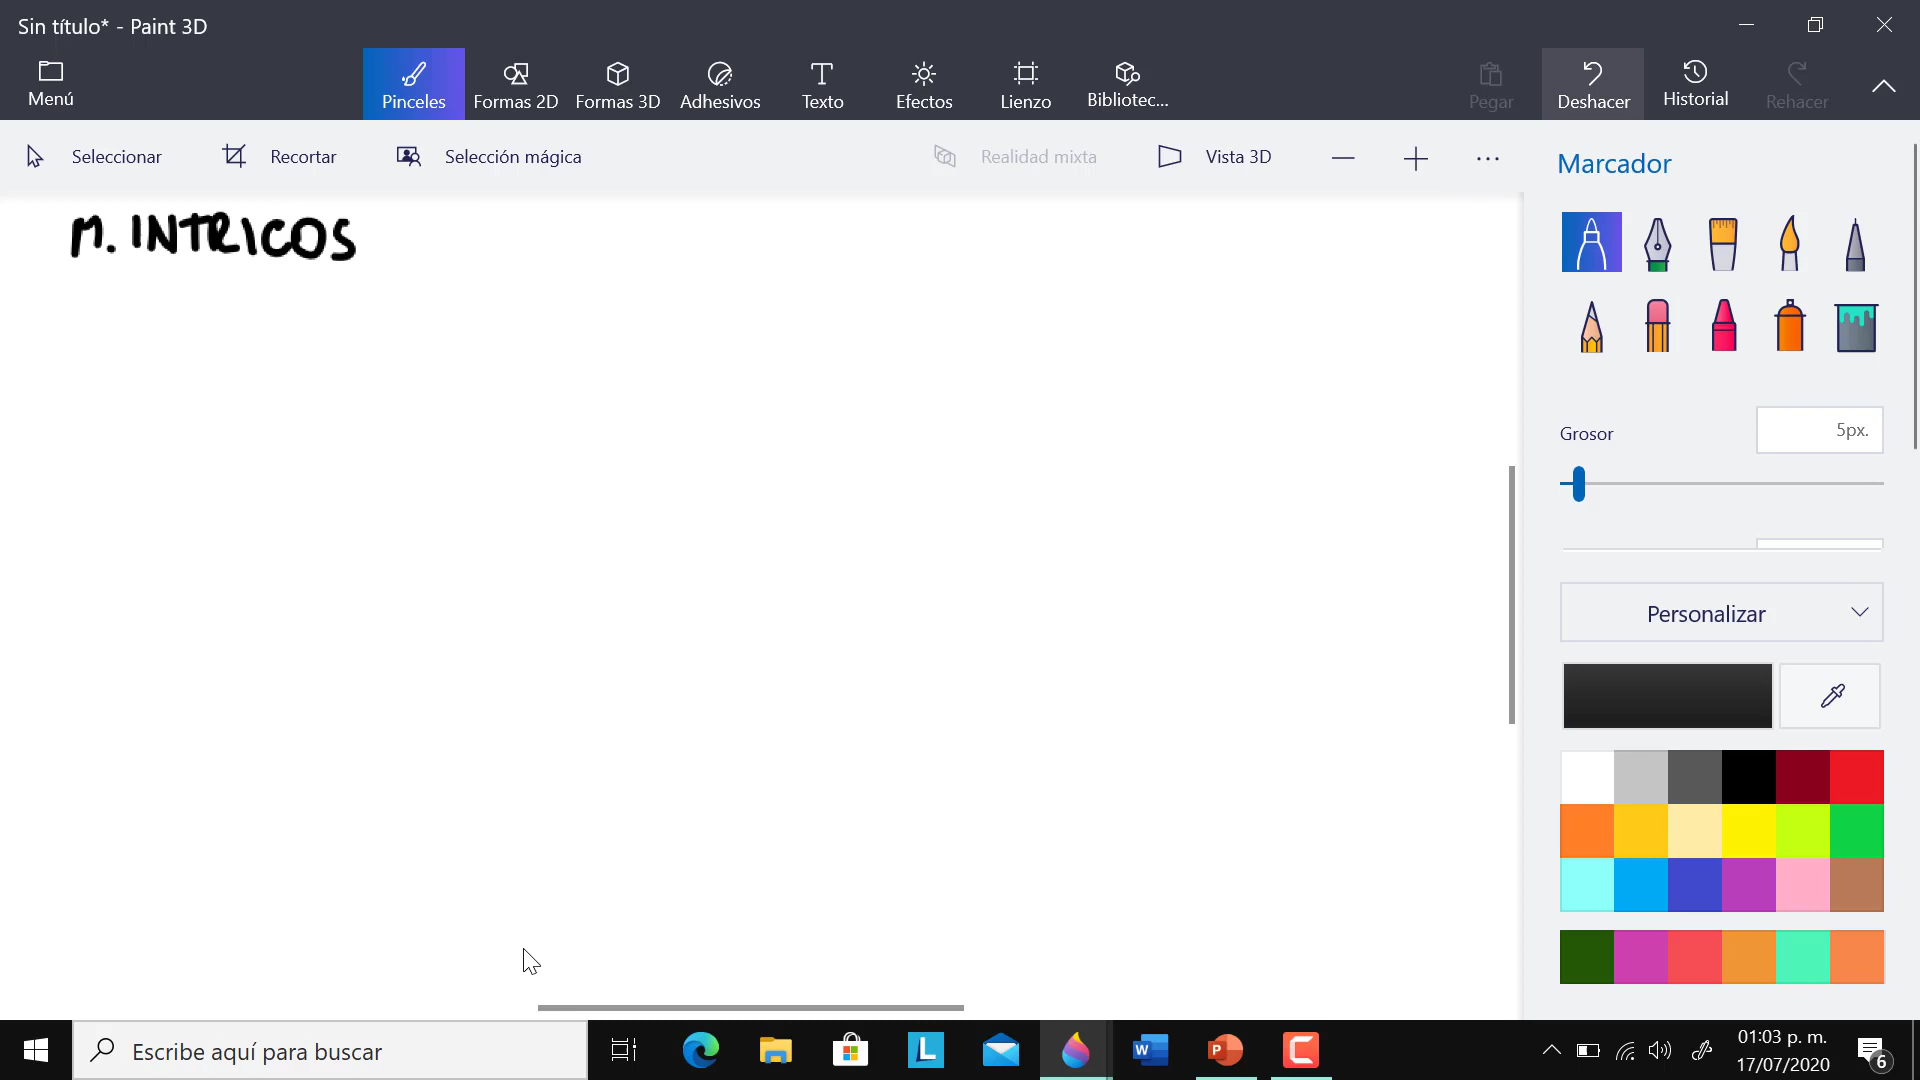 Sin título* - Paint 3D
Menú
Pinceles
Formas 2D
Formas 3D
Adhesivos
Texto
Efectos
Lienzo
Bibliotec...
Pegar
Deshacer
Historial
Rehacer
Seleccionar
Recortar
Selección mágica
Realidad mixta
Vista 3D
Marcador
M. INTRICOS
Grosor
5px.
Personalizar
Escribe aquí para buscar
01:03 p. m.
17/07/2020
6